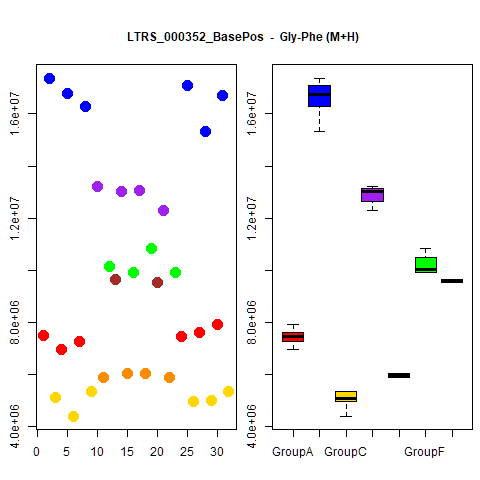 LTRS_000352_BasePos - Gly-Phe (M+H)
1.6e+07
1.2e+07
8.0e+06
4.0e+06
0 5 10 15 20 25 30
1.6e+07
1.2e+07
8.0e+06
4.0e+06
GroupA GroupC GroupF